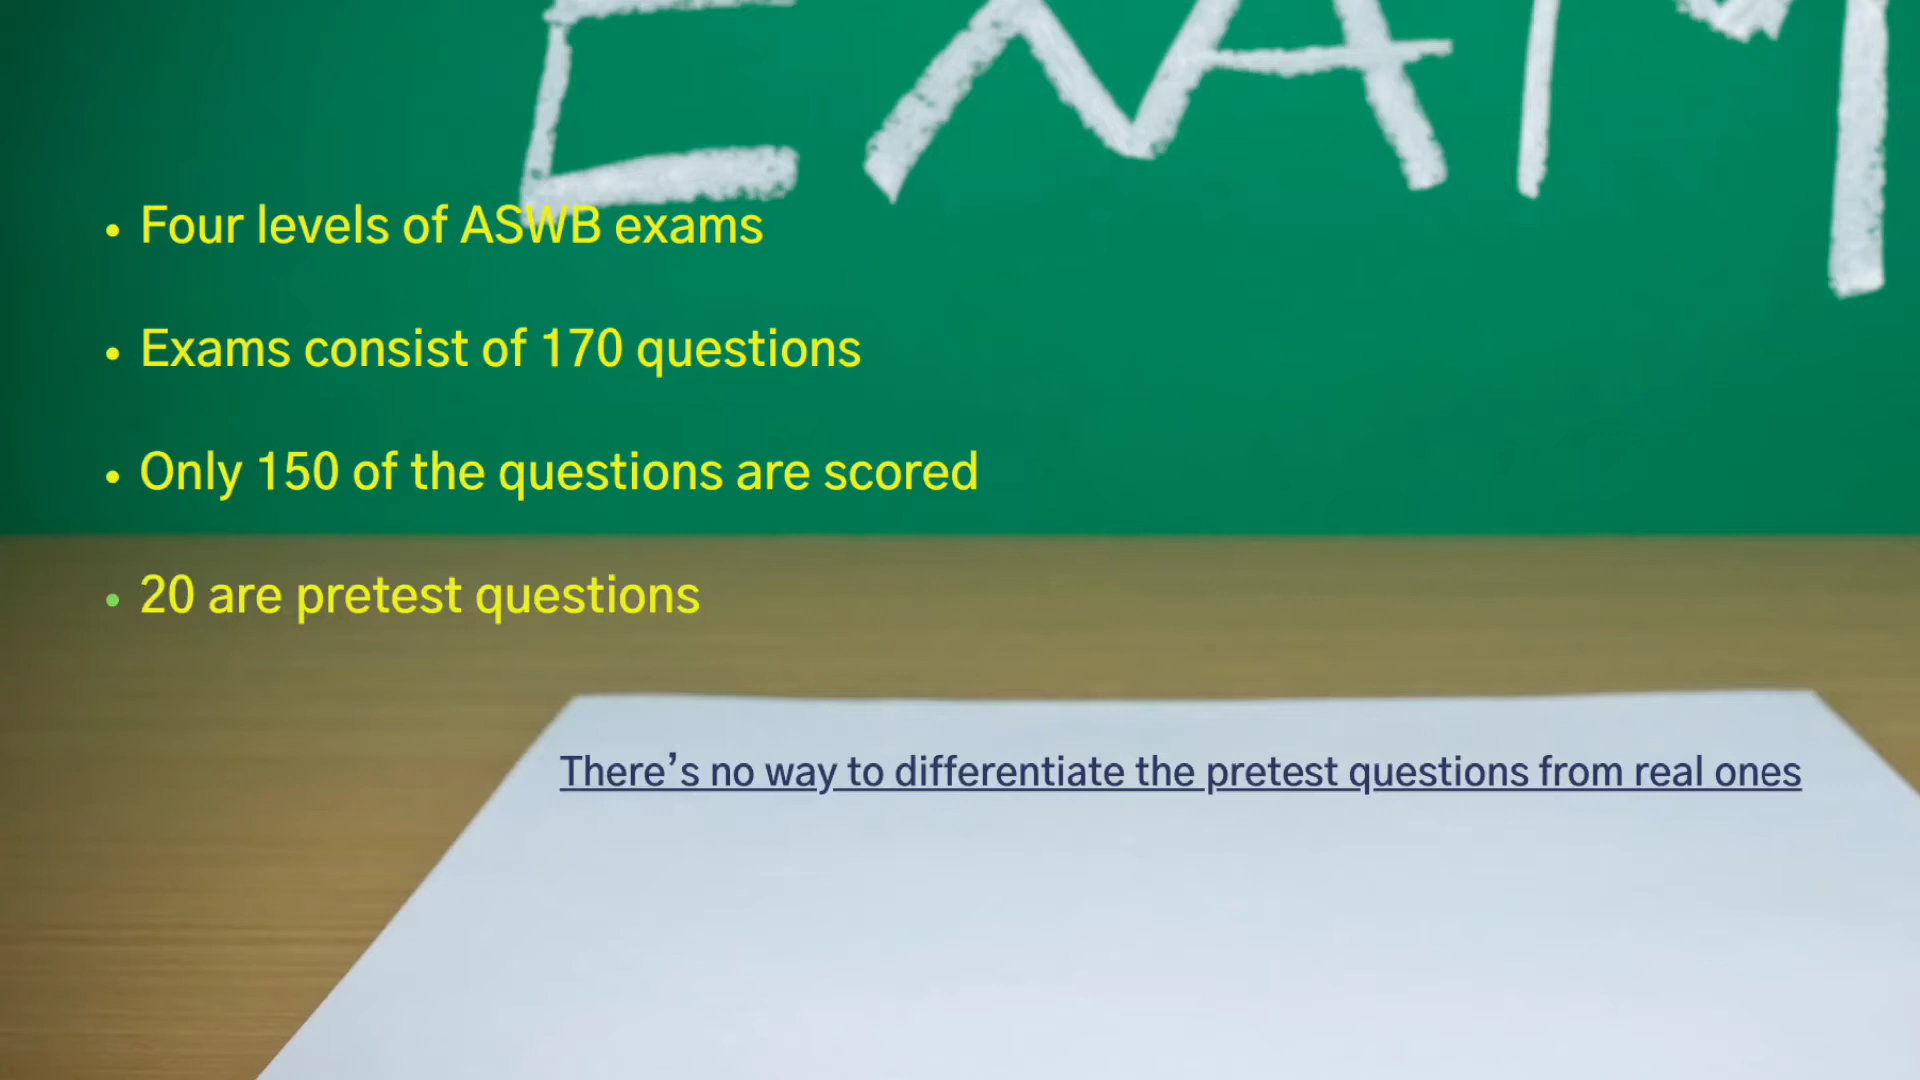 EXAM
• Four levels of ASWB exams
• Exams consist of 170 questions
• Only 150 of the questions are scored
• 20 are pretest questions
There’s no way to differentiate the pretest questions from real ones